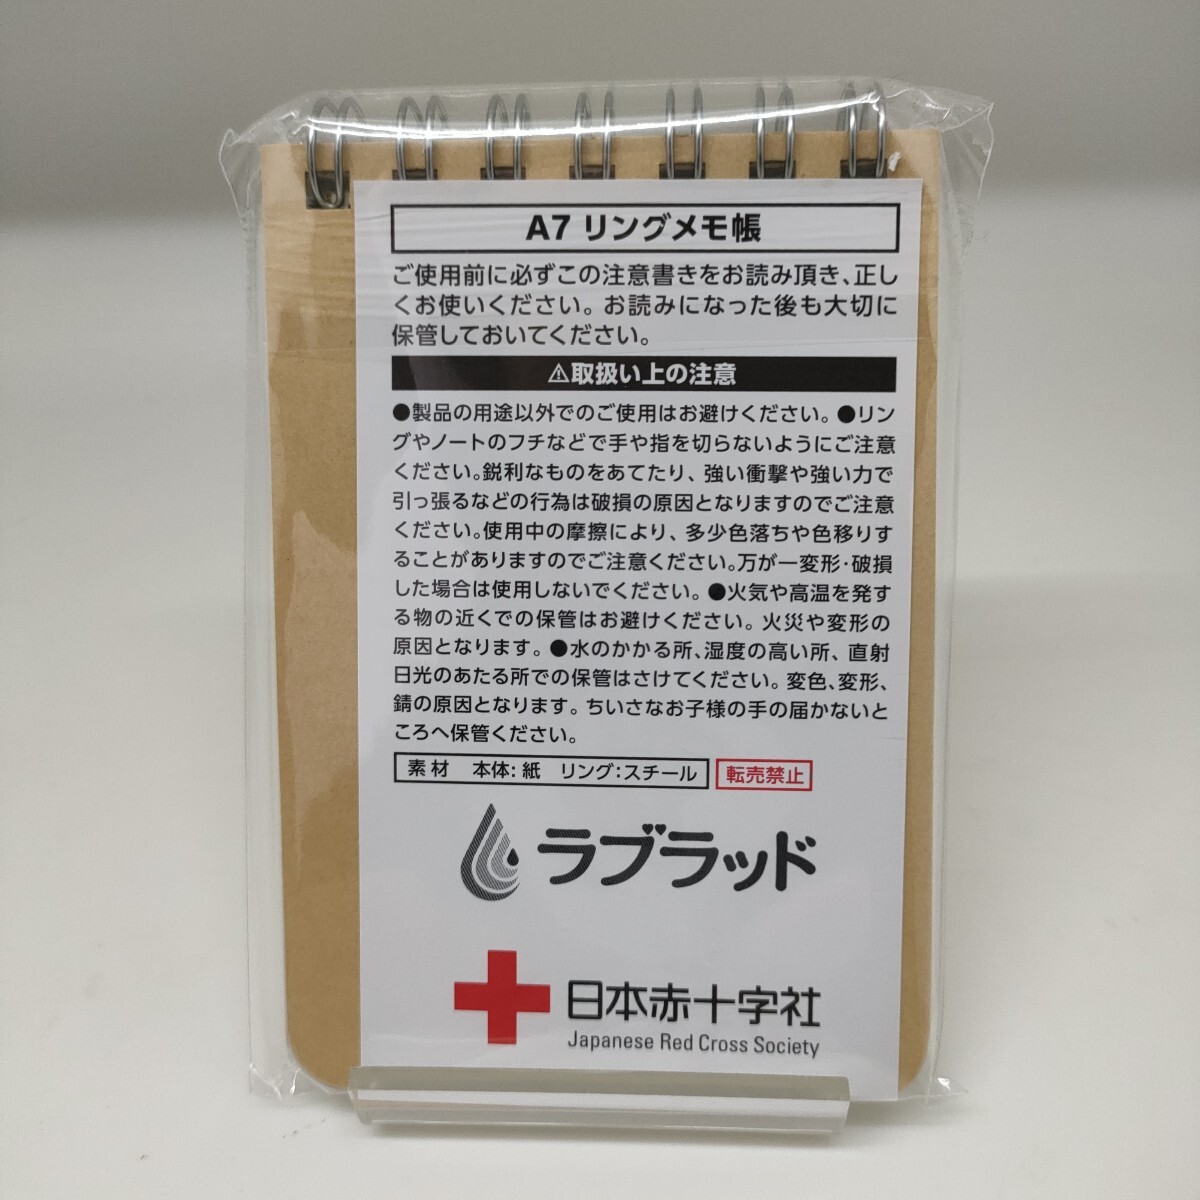 A7 リングメモ帳
ご使用前に必ずこの注意書きをお読み頂き、正し
くお使いください。お読みになった後も大切に
保管しておいてください。
⚠取扱い上の注意
●製品の用途以外でのご使用はお避けください。●リン
グやノートのフチなどで手や指を切らないようにご注意
ください。鋭利なものをあてたり、強い衝撃や強い力で
引っ張るなどの行為は破損の原因となりますのでご注意
ください。使用中の摩擦により、多少色落ちや色移りす
ることがありますのでご注意ください。万が一変形・破損
した場合は使用しないでください。●火気や高温を発す
る物の近くでの保管はお避けください。火災や変形の
原因となります。●水のかかる所、湿度の高い所、直射
日光のあたる所での保管はさけてください。変色、変形、
錆の原因となります。ちいさなお子様の手の届かないと
ころへ保管ください。
素材 本体:紙 リング:スチール 転売禁止
ラブラッド
日本赤十字社
Japanese Red Cross Society